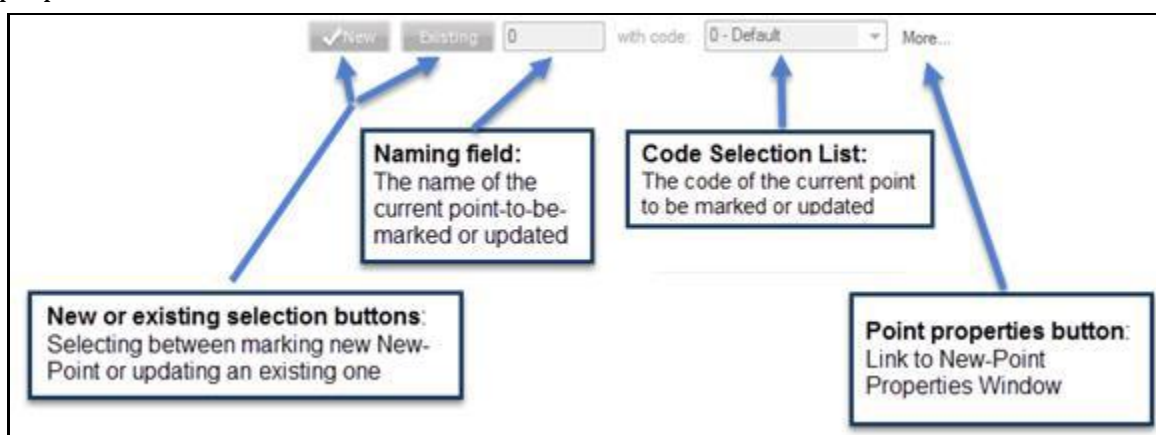 ✓New Existing 0 with code: 0 - Default More...
Naming field:
The name of the
current point-to-be-
marked or updated
Code Selection List:
The code of the current point
to be marked or updated
New or existing selection buttons:
Selecting between marking new New-
Point or updating an existing one
Point properties button:
Link to New-Point
Properties Window